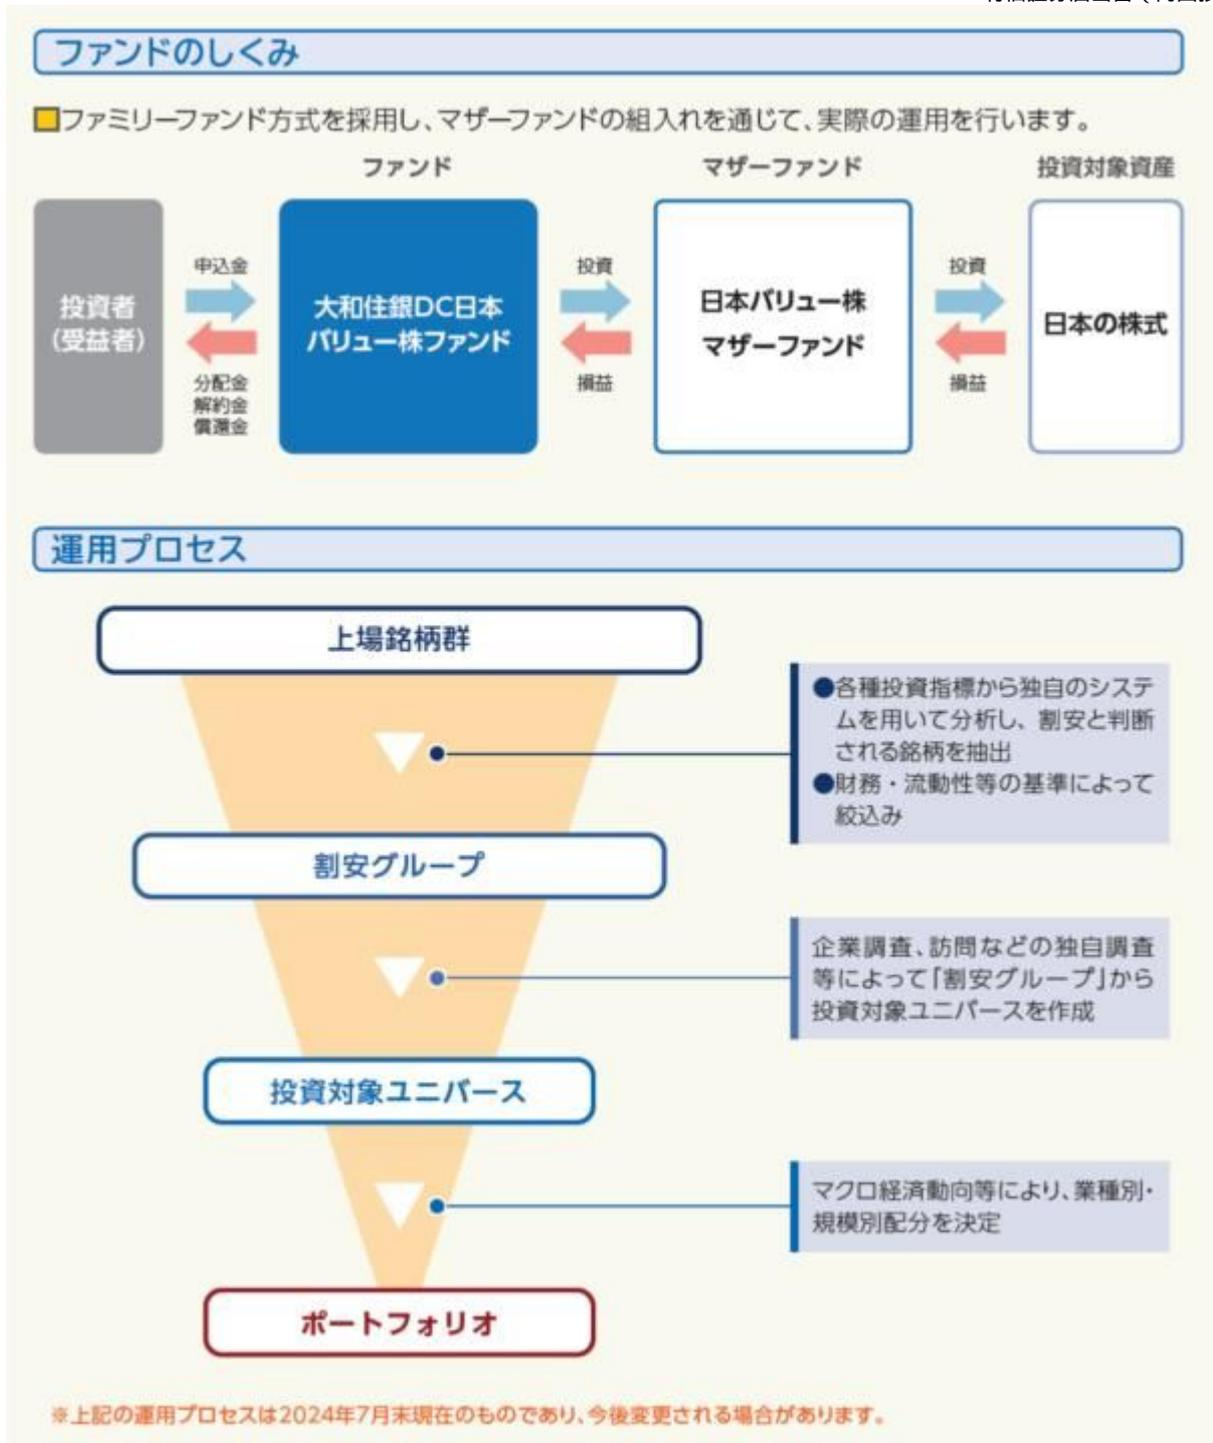 ファンドのしくみ
ファミリーファンド方式を採用し、マザーファンドの組入れを通じて、実際の運用を行います。
ファンド
マザーファンド
投資対象資産
投資者
(受益者)
申込金
分配金
解約金
償還金
大和住銀DC日本
バリュー株ファンド
投資
損益
日本バリュー株
マザーファンド
投資
損益
日本の株式
運用プロセス
上場銘柄群
●各種投資指標から独自のシステ
ムを用いて分析し、割安と判断
される銘柄を抽出
●財務・流動性等の基準によって
絞込み
割安グループ
企業調査、訪問などの独自調査
等によって「割安グループ」から
投資対象ユニバースを作成
投資対象ユニバース
マクロ経済動向等により、業種別・
規模別配分を決定
ポートフォリオ
※上記の運用プロセスは2024年7月末現在のものであり、今後変更される場合があります。